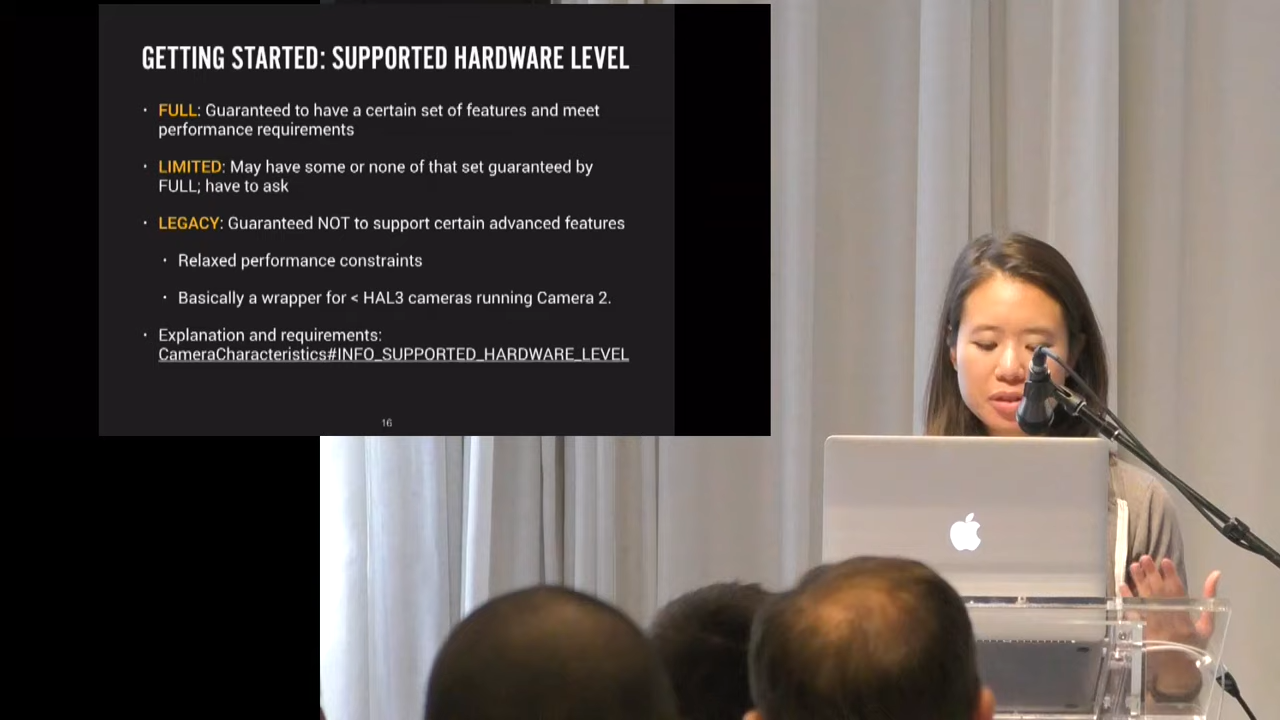 GETTING STARTED: SUPPORTED HARDWARE LEVEL
· FULL: Guaranteed to have a certain set of features and meet
performance requirements
· LIMITED: May have some or none of that set guaranteed by
FULL; have to ask
· LEGACY: Guaranteed NOT to support certain advanced features
· Relaxed performance constraints
· Basically a wrapper for < HAL3 cameras running Camera 2.
· Explanation and requirements:
CameraCharacteristics#INFO_SUPPORTED_HARDWARE_LEVEL
16